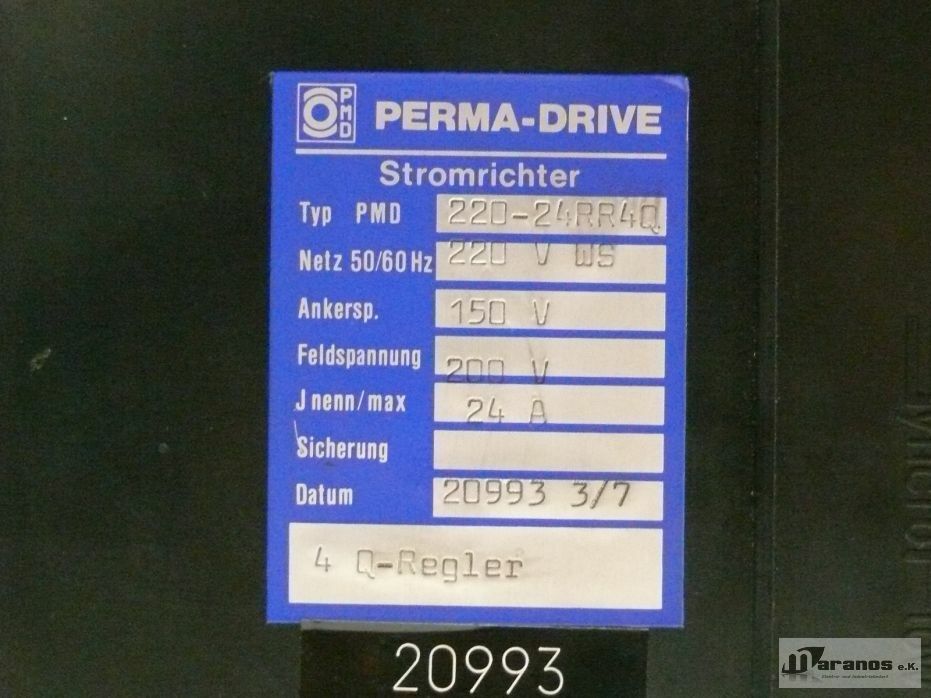 PMD PERMA-DRIVE
Stromrichter
Typ PMD 220-24RR4Q
Netz 50/60 Hz 220 V WS
Ankersp. 150 V
Feldspannung 200 V
J nenn/max 24 A
Sicherung
Datum 20993 3/7
4 Q-Regler
20993
Maranos e.K.